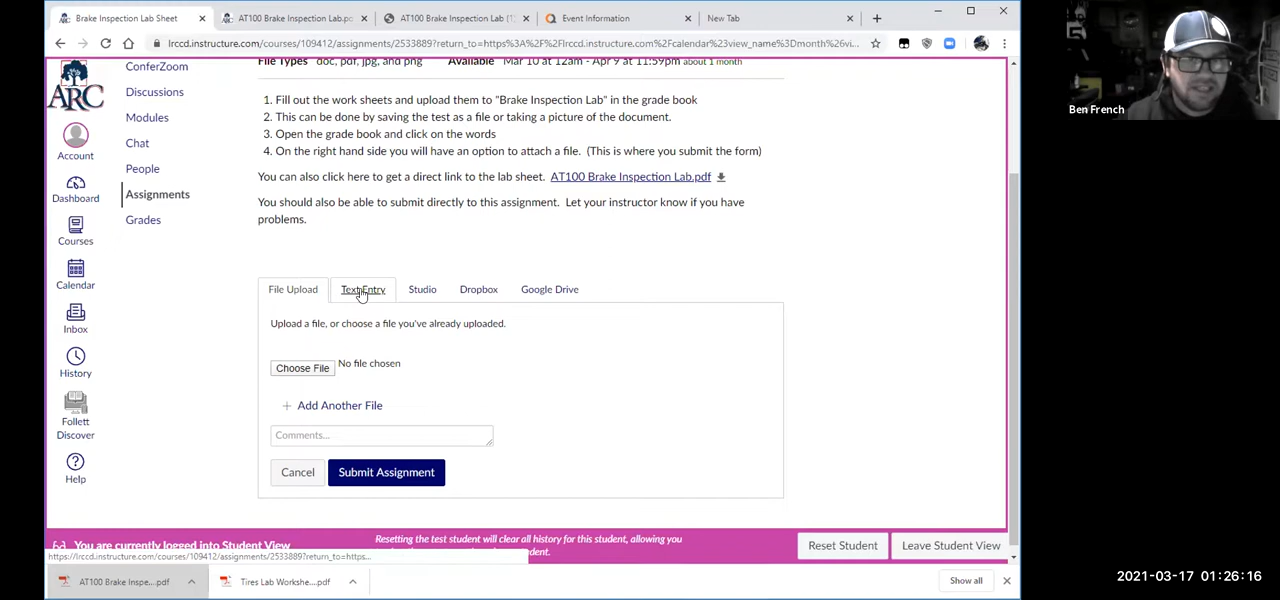 Brake Inspection Lab Sheet
AT100 Brake Inspection Lab.pd
AT100 Brake Inspection Lab (1
Event Information
New Tab
lrccd.instructure.com/courses/109412/assignments/2533889?return_to=https%3A%2F%2Flrccd.instructure.com%2Fcalendar%23view_name%3Dmonth%26vi...
ARC
Account
Dashboard
Courses
Calendar
Inbox
History
Follett
Discover
Help
ConferZoom
Discussions
Modules
Chat
People
Assignments
Grades
File Types doc, pdf, jpg, and png Available Mar 10 at 12am - Apr 9 at 11:59pm about 1 month
1. Fill out the work sheets and upload them to "Brake Inspection Lab" in the grade book
2. This can be done by saving the test as a file or taking a picture of the document.
3. Open the grade book and click on the words
4. On the right hand side you will have an option to attach a file. (This is where you submit the form)
You can also click here to get a direct link to the lab sheet. AT100 Brake Inspection Lab.pdf
You should also be able to submit directly to this assignment. Let your instructor know if you have
problems.
File Upload
Text Entry
Studio
Dropbox
Google Drive
Upload a file, or choose a file you've already uploaded.
Choose File No file chosen
+ Add Another File
Comments...
Cancel
Submit Assignment
You are currently logged into Student View
Resetting the test student will clear all history for this student, allowing you
Reset Student
Leave Student View
https://lrccd.instructure.com/courses/109412/assignments/2533889?return_to=https...
AT100 Brake Inspe....pdf
Tires Lab Workshe....pdf
Show all
Ben French
2021-03-17 01:26:16